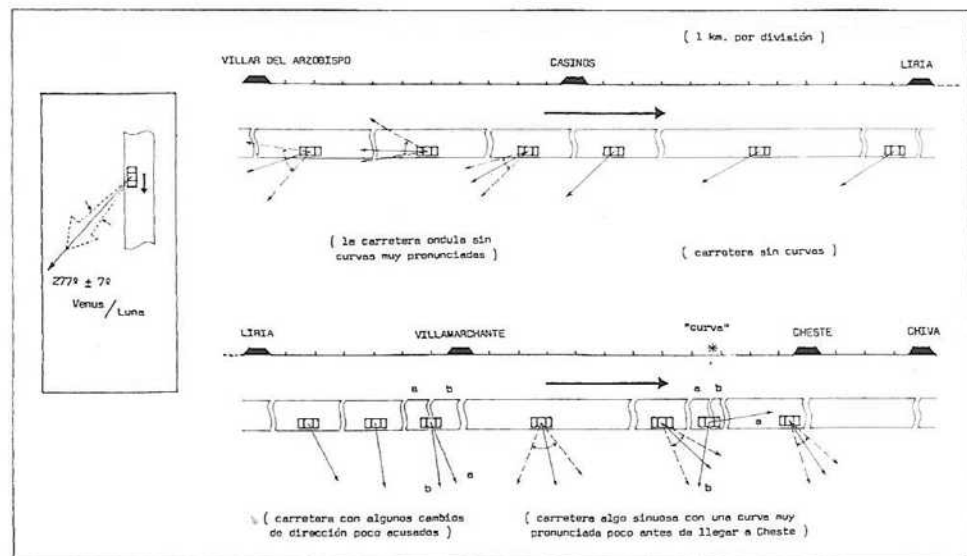 ( 1 km. por división )
VILLAR DEL ARZOBISPO
CASINOS
LIRIA
277º ± 7º
Venus/Luna
( la carretera ondula sin
curvas muy pronunciadas )
( carretera sin curvas )
LIRIA
VILLAMARCHANTE
"curva"
CHESTE
CHIVA
a
b
a
b
a
b
a
b
( carretera con algunos cambios
de dirección poco acusados )
( carretera algo sinuosa con una curva muy
pronunciada poco antes de llegar a Cheste )